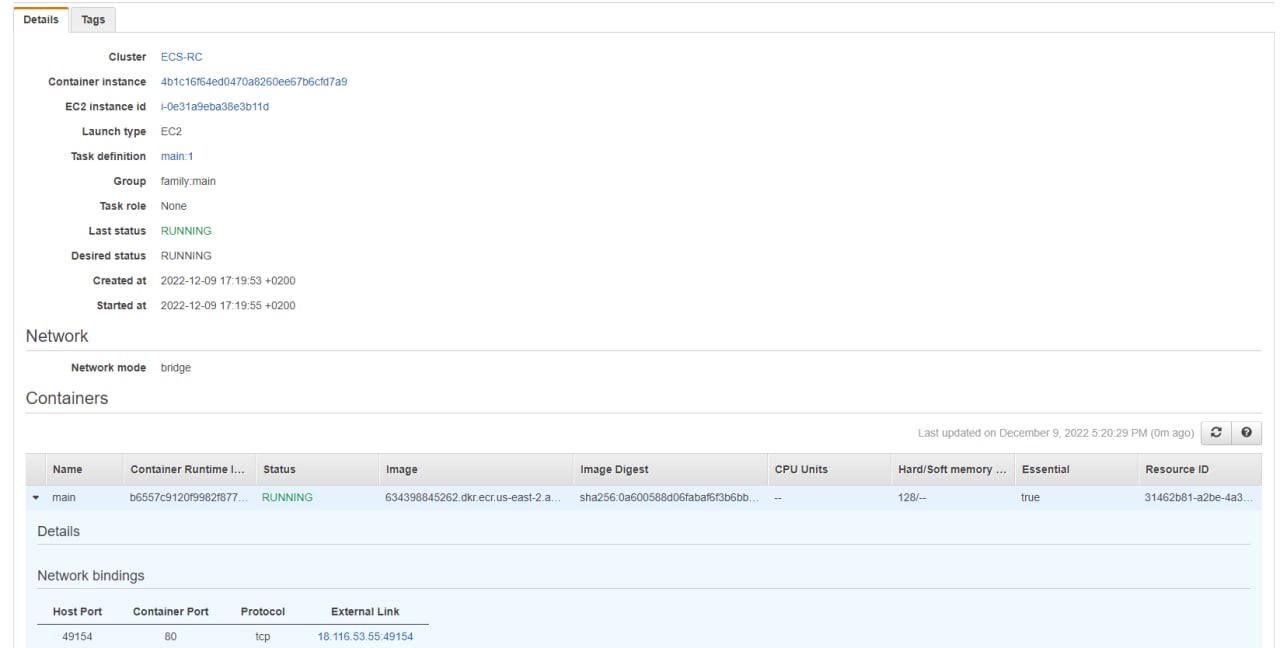 Details Tags
Cluster ECS-RC
Container instance 4b1c16f64ed0470a8260ee67b6cfd7a9
EC2 instance id i-0e31a9eba38e3b11d
Launch type EC2
Task definition main:1
Group family:main
Task role None
Last status RUNNING
Desired status RUNNING
Created at 2022-12-09 17:19:53 +0200
Started at 2022-12-09 17:19:55 +0200
Network
Network mode bridge
Containers
Last updated on December 9, 2022 5:20:29 PM (0m ago)
Name Container Runtime I... Status Image Image Digest CPU Units Hard/Soft memory ... Essential Resource ID
main b6557c9120f9982f877... RUNNING 634398845262.dkr.ecr.us-east-2.a... sha256:0a600588d06fabaf6f3b6bb... -- 128/-- true 31462b81-a2be-4a3...
Details
Network bindings
Host Port Container Port Protocol External Link
49154 80 tcp 18.116.53.55:49154